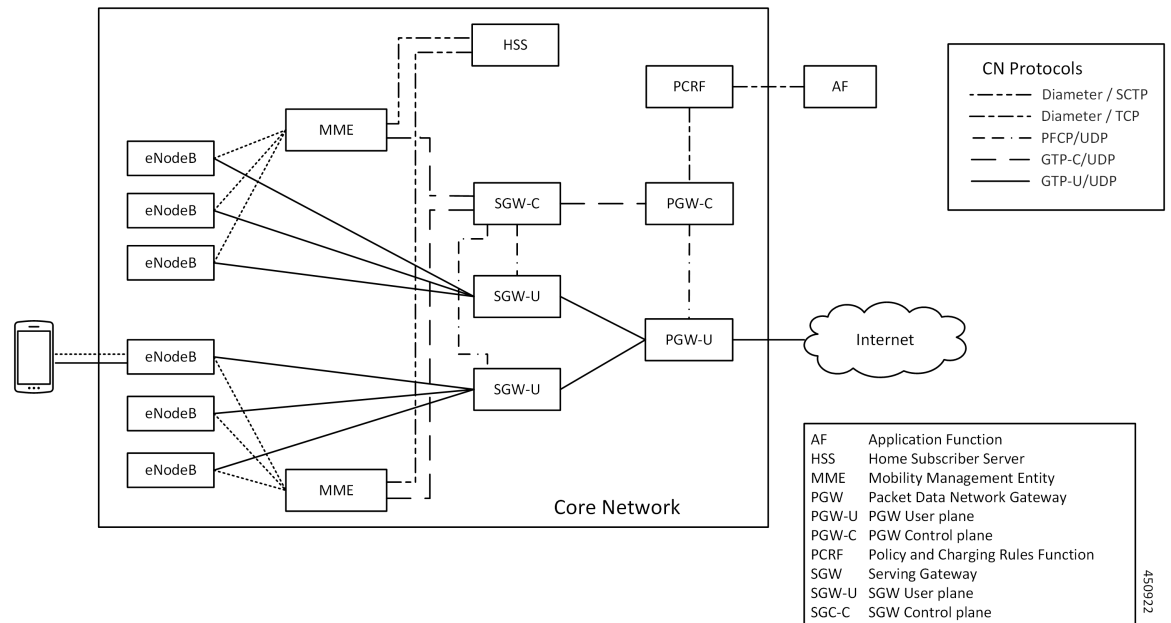 HSS
PCRF
AF
MME
eNodeB
eNodeB
eNodeB
SGW-C
PGW-C
SGW-U
PGW-U
Internet
eNodeB
SGW-U
eNodeB
eNodeB
MME
Core Network
CN Protocols
Diameter / SCTP
Diameter / TCP
PFCP/UDP
GTP-C/UDP
GTP-U/UDP
AF Application Function
HSS Home Subscriber Server
MME Mobility Management Entity
PGW Packet Data Network Gateway
PGW-U PGW User plane
PGW-C PGW Control plane
PCRF Policy and Charging Rules Function
SGW Serving Gateway
SGW-U SGW User plane
SGC-C SGW Control plane
450922